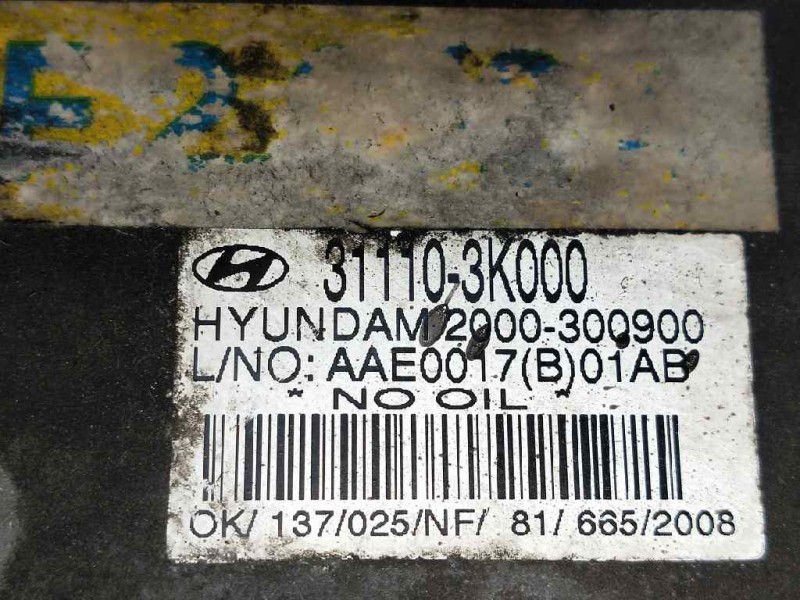 31110-3K000
HYUNDAM/2000-300900
L/NO: AAE0017(B)01AB
* NO OIL *
OK/ 137/025/NF/ 81/ 665/2008